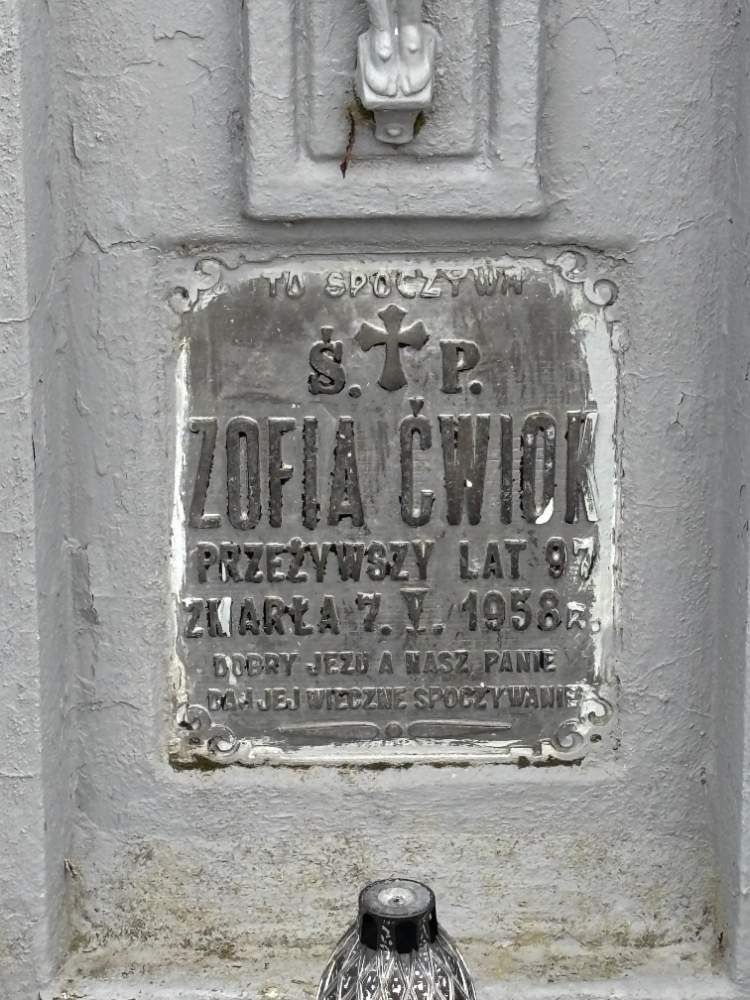 TU SPOCZYWA
Ś. P.
ZOFIA ĆWIOK
PRZEŻYWSZY LAT 97
ZMARŁA 7. V. 1958 R.
DOBRY JEZU A NASZ PANIE
DAJ JEJ WIECZNE SPOCZYWANIE